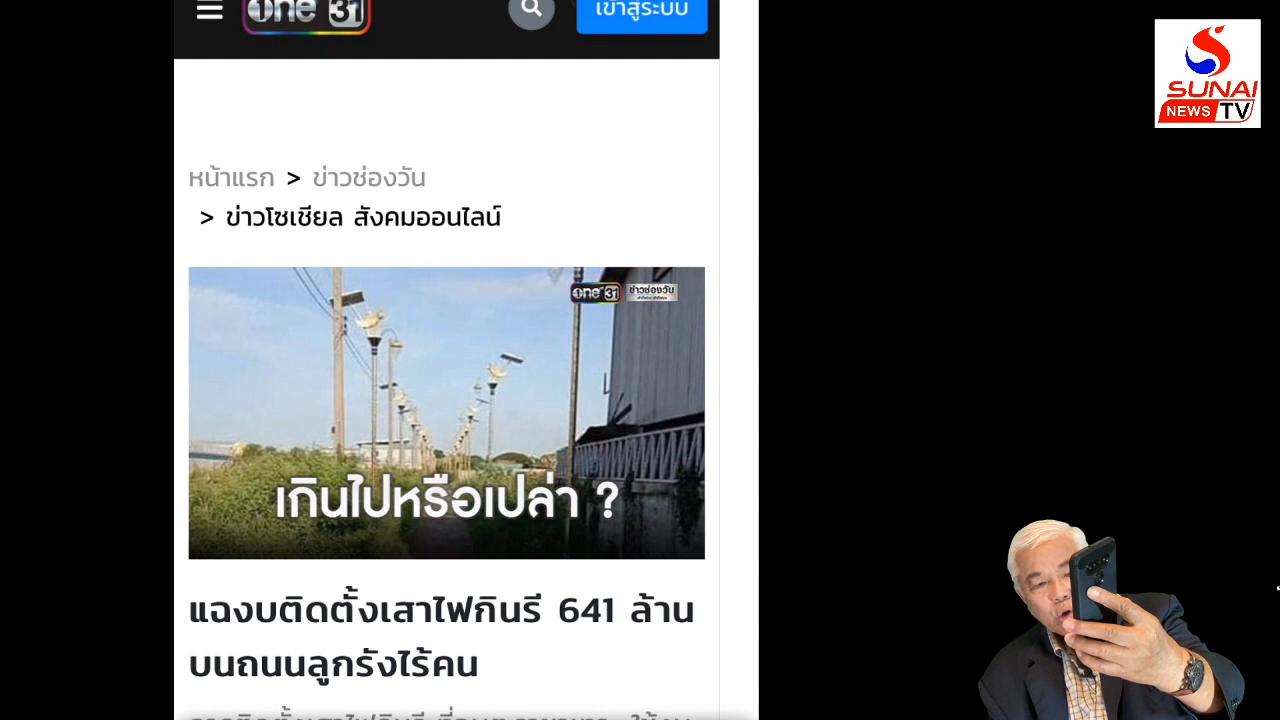 one 31
เข้าสู่ระบบ
SUNAI
NEWS TV
หน้าแรก > ข่าวช่องวัน
> ข่าวโซเชียล สังคมออนไลน์
one 31 ข่าวช่องวัน
เกินไปหรือเปล่า ?
แฉงบติดตั้งเสาไฟกินรี 641 ล้าน
บนถนนลูกรังไร้คน